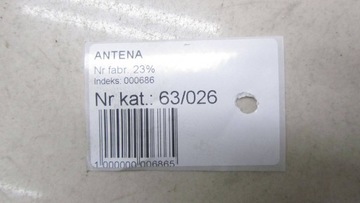 ANTENA
Nr fabr. 23%
Indeks: 000686
Nr kat.: 63/026
1 000000 006865